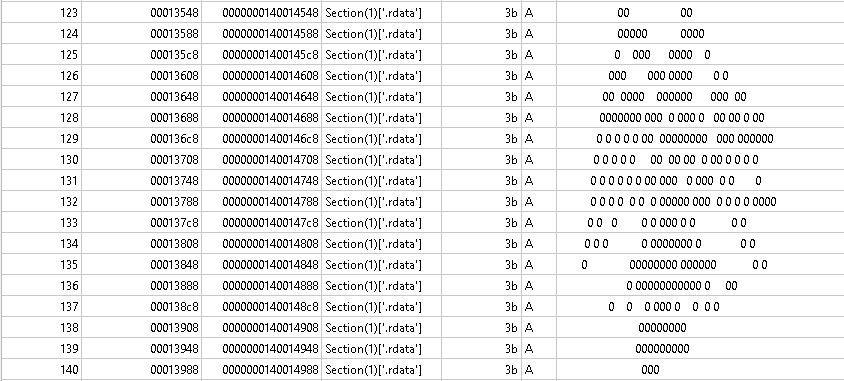 123 00013548 0000000140014548 Section(1)['.rdata'] 3b A 00 00
124 00013588 0000000140014588 Section(1)['.rdata'] 3b A 00000 0000
125 000135c8 00000001400145c8 Section(1)['.rdata'] 3b A 0 000 0000 0
126 00013608 0000000140014608 Section(1)['.rdata'] 3b A 000 000 0000 0 0
127 00013648 0000000140014648 Section(1)['.rdata'] 3b A 00 0000 000000 000 00
128 00013688 0000000140014688 Section(1)['.rdata'] 3b A 0000000 000 0 000 0 00 00 0 00
129 000136c8 00000001400146c8 Section(1)['.rdata'] 3b A 0 0 0 0 0 00 00000000 000 000000
130 00013708 0000000140014708 Section(1)['.rdata'] 3b A 0 0 0 0 0 00 00 00 0 0 0 0 0 0 0
131 00013748 0000000140014748 Section(1)['.rdata'] 3b A 0 0 0 0 0 0 00 000 0 000 0 0 0
132 00013788 0000000140014788 Section(1)['.rdata'] 3b A 0 0 0 0 0 0 0 0 000000 000 0 0 0 0 0000
133 000137c8 00000001400147c8 Section(1)['.rdata'] 3b A 0 0 0 0 0 000 0 0 0 0
134 00013808 0000000140014808 Section(1)['.rdata'] 3b A 0 0 0 0 0000000 0 0 0
135 00013848 0000000140014848 Section(1)['.rdata'] 3b A 0 00000000 000000 0 0
136 00013888 0000000140014888 Section(1)['.rdata'] 3b A 0 00000000000 0 00
137 000138c8 00000001400148c8 Section(1)['.rdata'] 3b A 0 0 0 000 0 0 0 0
138 00013908 0000000140014908 Section(1)['.rdata'] 3b A 00000000
139 00013948 0000000140014948 Section(1)['.rdata'] 3b A 000000000
140 00013988 0000000140014988 Section(1)['.rdata'] 3b A 000